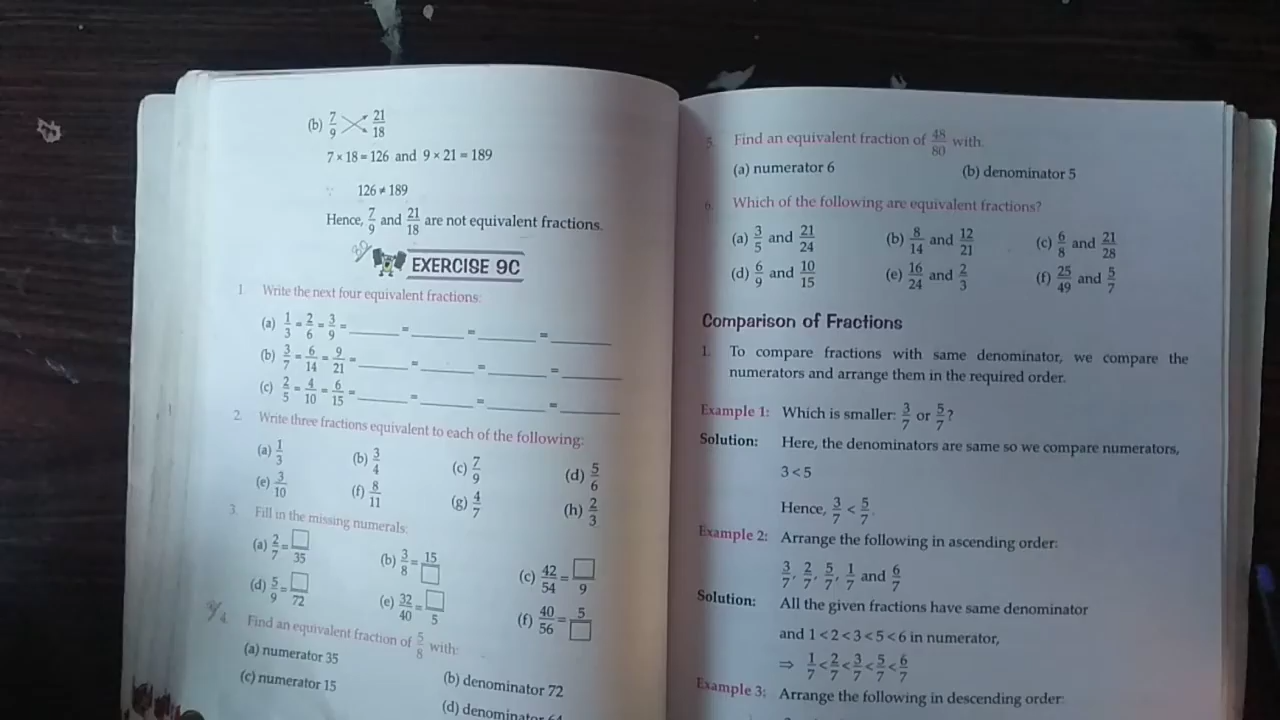 (b) 7/9 21/18
7 × 18 = 126 and 9 × 21 = 189
∵ 126 ≠ 189
Hence, 7/9 and 21/18 are not equivalent fractions.
EXERCISE 9C
1. Write the next four equivalent fractions:
(a) 1/3 = 2/6 = 3/9 = ______ = ______ = ______ = ______
(b) 3/7 = 6/14 = 9/21 = ______ = ______ = ______ = ______
(c) 2/5 = 4/10 = 6/15 = ______ = ______ = ______ = ______
2. Write three fractions equivalent to each of the following:
(a) 1/3 (b) 3/4 (c) 7/9 (d) 5/6
(e) 3/10 (f) 8/11 (g) 4/7 (h) 2/3
3. Fill in the missing numerals:
(a) 2/7 = □/35 (b) 3/8 = 15/□ (c) 42/54 = □/9
(d) 5/9 = □/72 (e) 32/40 = □/5 (f) 40/56 = 5/□
4. Find an equivalent fraction of 5/8 with:
(a) numerator 35 (b) denominator 72
(c) numerator 15 (d) denominator 64
5. Find an equivalent fraction of 48/80 with.
(a) numerator 6 (b) denominator 5
6. Which of the following are equivalent fractions?
(a) 3/5 and 21/24 (b) 8/14 and 12/21 (c) 6/8 and 21/28
(d) 6/9 and 10/15 (e) 16/24 and 2/3 (f) 25/49 and 5/7
Comparison of Fractions
1. To compare fractions with same denominator, we compare the
numerators and arrange them in the required order.
Example 1: Which is smaller: 3/7 or 5/7?
Solution: Here, the denominators are same so we compare numerators,
3 < 5
Hence, 3/7 < 5/7.
Example 2: Arrange the following in ascending order:
3/7, 2/7, 5/7, 1/7 and 6/7
Solution: All the given fractions have same denominator
and 1 < 2 < 3 < 5 < 6 in numerator,
⇒ 1/7 < 2/7 < 3/7 < 5/7 < 6/7
Example 3: Arrange the following in descending order: